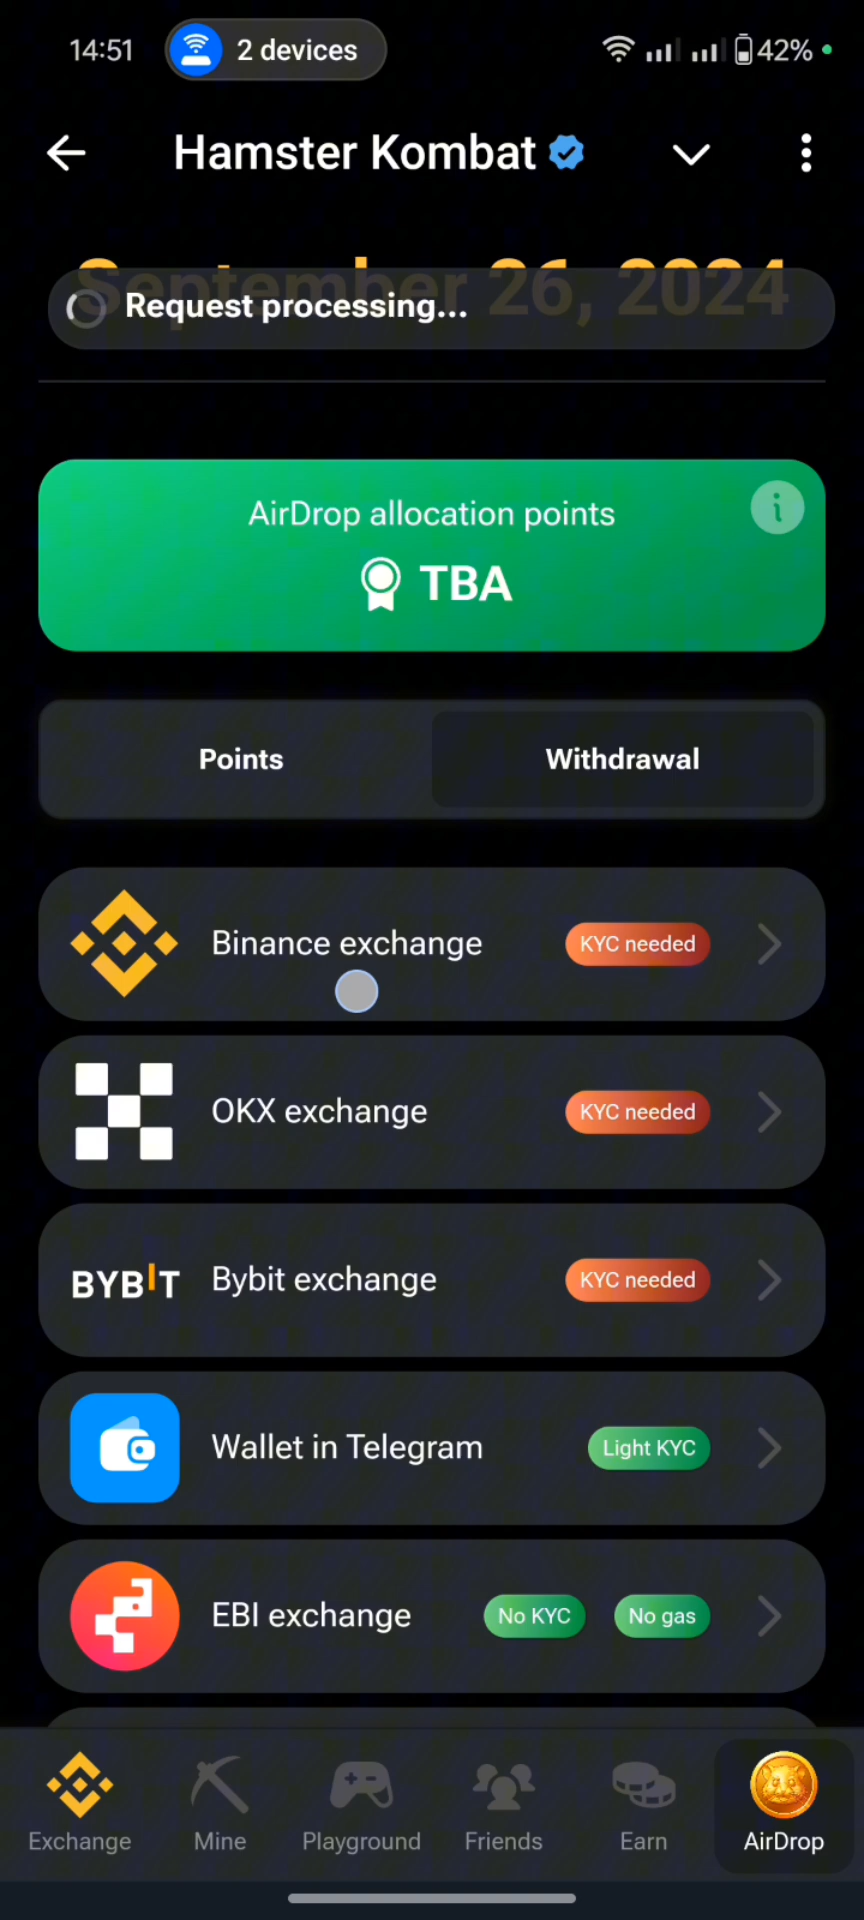 14:51 2 devices 42%
Hamster Kombat
September 26, 2024
Request processing...
AirDrop allocation points
TBA
Points Withdrawal
Binance exchange KYC needed
OKX exchange KYC needed
BYBIT Bybit exchange KYC needed
Wallet in Telegram Light KYC
EBI exchange No KYC No gas
Exchange Mine Playground Friends Earn AirDrop